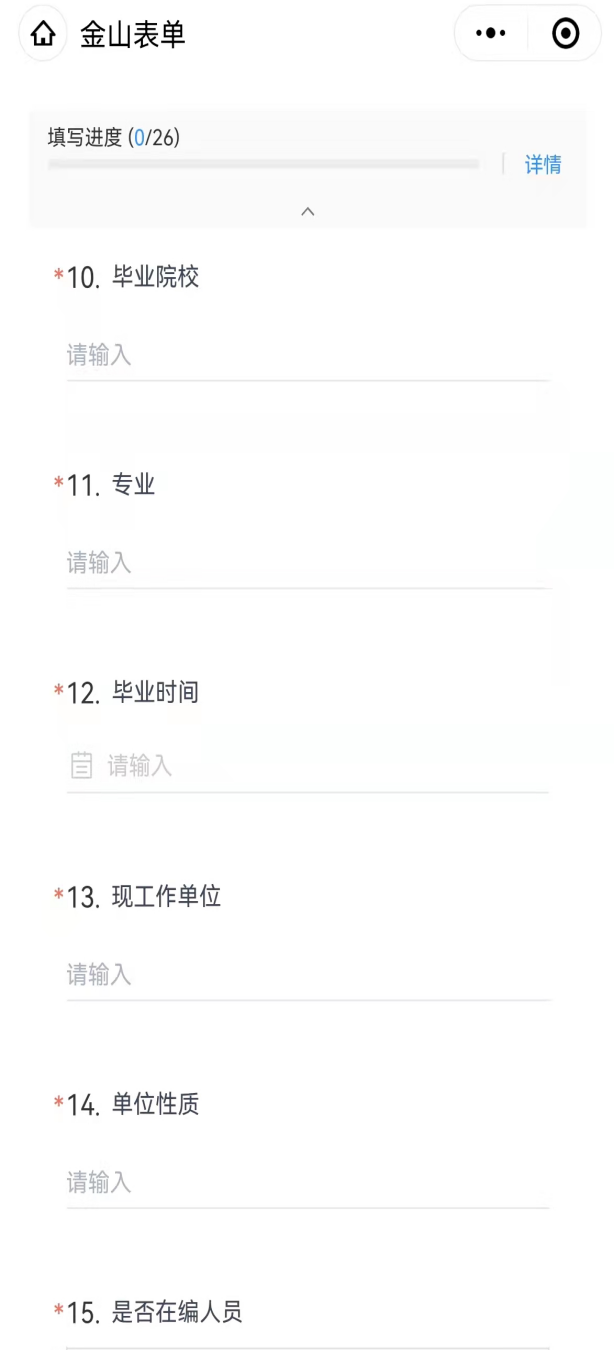 金山表单
填写进度 (0/26)
详情
*10. 毕业院校
请输入
*11. 专业
请输入
*12. 毕业时间
请输入
*13. 现工作单位
请输入
*14. 单位性质
请输入
*15. 是否在编人员